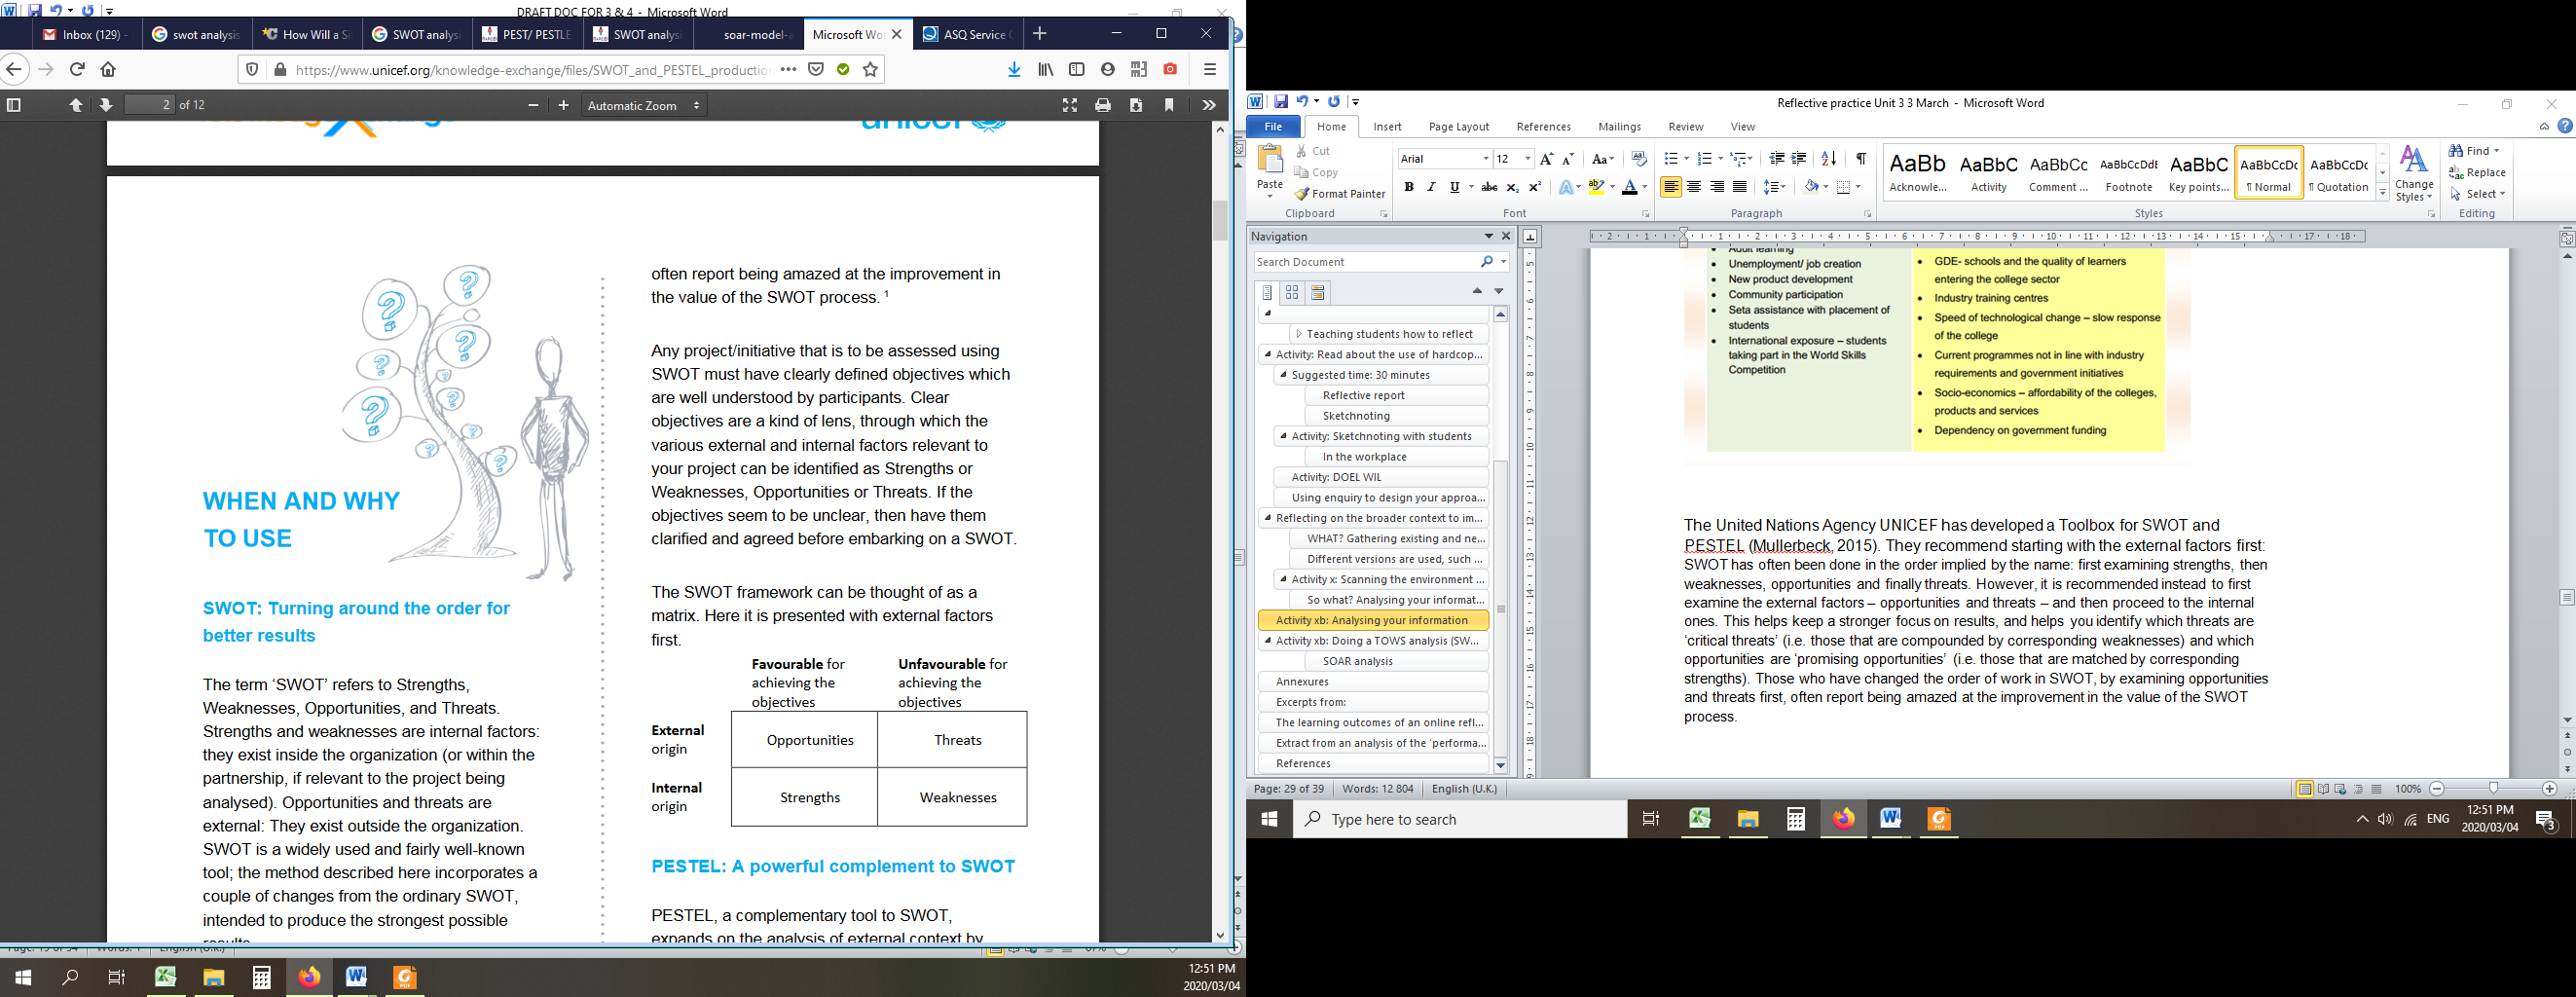 DRAFT DOC FOR 3 & 4 - Microsoft Word
Inbox (129) -
swot analysis
How Will a S
SWOT analys
PEST/ PESTLE
SWOT analys
soar-model-a
Microsoft Wo
ASQ Service
https://www.unicef.org/knowledge-exchange/files/SWOT_and_PESTEL_productio
2 of 12
Automatic Zoom
WHEN AND WHY
TO USE
SWOT: Turning around the order for
better results
The term ‘SWOT’ refers to Strengths,
Weaknesses, Opportunities, and Threats.
Strengths and weaknesses are internal factors:
they exist inside the organization (or within the
partnership, if relevant to the project being
analysed). Opportunities and threats are
external: They exist outside the organization.
SWOT is a widely used and fairly well-known
tool; the method described here incorporates a
couple of changes from the ordinary SWOT,
intended to produce the strongest possible
results.
often report being amazed at the improvement in
the value of the SWOT process. 1
Any project/initiative that is to be assessed using
SWOT must have clearly defined objectives which
are well understood by participants. Clear
objectives are a kind of lens, through which the
various external and internal factors relevant to
your project can be identified as Strengths or
Weaknesses, Opportunities or Threats. If the
objectives seem to be unclear, then have them
clarified and agreed before embarking on a SWOT.
The SWOT framework can be thought of as a
matrix. Here it is presented with external factors
first.
Favourable for
achieving the
objectives
Unfavourable for
achieving the
objectives
External
origin
Opportunities
Threats
Internal
origin
Strengths
Weaknesses
PESTEL: A powerful complement to SWOT
PESTEL, a complementary tool to SWOT,
expands on the analysis of external context by
12:51 PM
2020/03/04
Reflective practice Unit 3 3 March - Microsoft Word
File
Home
Insert
Page Layout
References
Mailings
Review
View
Paste
Cut
Copy
Format Painter
Clipboard
Arial
12
Font
Paragraph
AaBb
Acknowle...
AaBbC
Activity
AaBbCc
Comment ...
AaBbCcDdE
Footnote
AaBbC
Key points...
AaBbCcDc
¶ Normal
AaBbCcDc
¶ Quotation
Styles
Change
Styles
Find
Replace
Select
Editing
Navigation
Search Document
Teaching students how to reflect
Activity: Read about the use of hardcop...
Suggested time: 30 minutes
Reflective report
Sketchnoting
Activity: Sketchnoting with students
In the workplace
Activity: DOEL WIL
Using enquiry to design your approa...
Reflecting on the broader context to im...
WHAT? Gathering existing and ne...
Different versions are used, such ...
Activity x: Scanning the environment ...
So what? Analysing your informat...
Activity xb: Analysing your information
Activity xb: Doing a TOWS analysis (SW...
SOAR analysis
Annexures
Excerpts from:
The learning outcomes of an online refl...
Extract from an analysis of the ‘performa...
References
Adult learning
Unemployment/ job creation
New product development
Community participation
Seta assistance with placement of
students
International exposure – students
taking part in the World Skills
Competition
GDE- schools and the quality of learners
entering the college sector
Industry training centres
Speed of technological change – slow response
of the college
Current programmes not in line with industry
requirements and government initiatives
Socio-economics – affordability of the colleges,
products and services
Dependency on government funding
The United Nations Agency UNICEF has developed a Toolbox for SWOT and
PESTEL (Mullerbeck, 2015). They recommend starting with the external factors first:
SWOT has often been done in the order implied by the name: first examining strengths, then
weaknesses, opportunities and finally threats. However, it is recommended instead to first
examine the external factors – opportunities and threats – and then proceed to the internal
ones. This helps keep a stronger focus on results, and helps you identify which threats are
‘critical threats’ (i.e. those that are compounded by corresponding weaknesses) and which
opportunities are ‘promising opportunities’ (i.e. those that are matched by corresponding
strengths). Those who have changed the order of work in SWOT, by examining opportunities
and threats first, often report being amazed at the improvement in the value of the SWOT
process.
Page: 29 of 39
Words: 12 804
English (U.K.)
100%
Type here to search
ENG
12:51 PM
2020/03/04
3